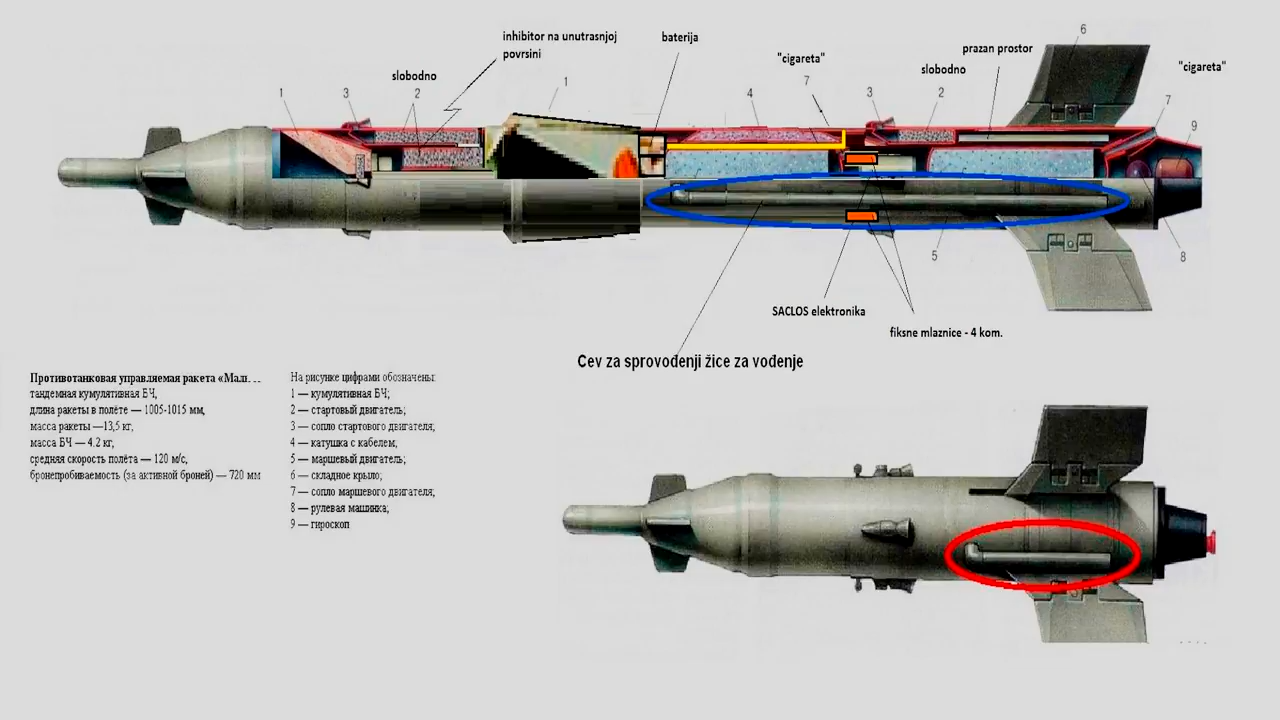 inhibitor na unutrasnjoj
povrsini
baterija
"cigareta"
prazan prostor
"cigareta"
slobodno
slobodno
6
1
3
2
1
4
7
3
2
7
9
5
8
SACLOS elektronika
fiksne mlaznice - 4 kom.
Cev za sprovođenji žice za vođenje
Противотанковая управляемая ракета
тандемная кумулятивная БЧ,
длина ракеты в полёте — 1005-1015 мм,
масса ракеты —13,5 кг,
масса БЧ — 4.2 кг,
средняя скорость полёта — 120 м/с,
бронепробиваемость (за активной броней) — 720 мм
На рисунке цифрами обозначены:
1 — кумулятивная БЧ;
2 — стартовый двигатель;
3 — сопло стартового двигателя;
4 — катушка с кабелем;
5 — маршевый двигатель;
6 — складное крыло;
7 — сопло маршевого двигателя;
8 — рулевая машинка;
9 — гироскоп